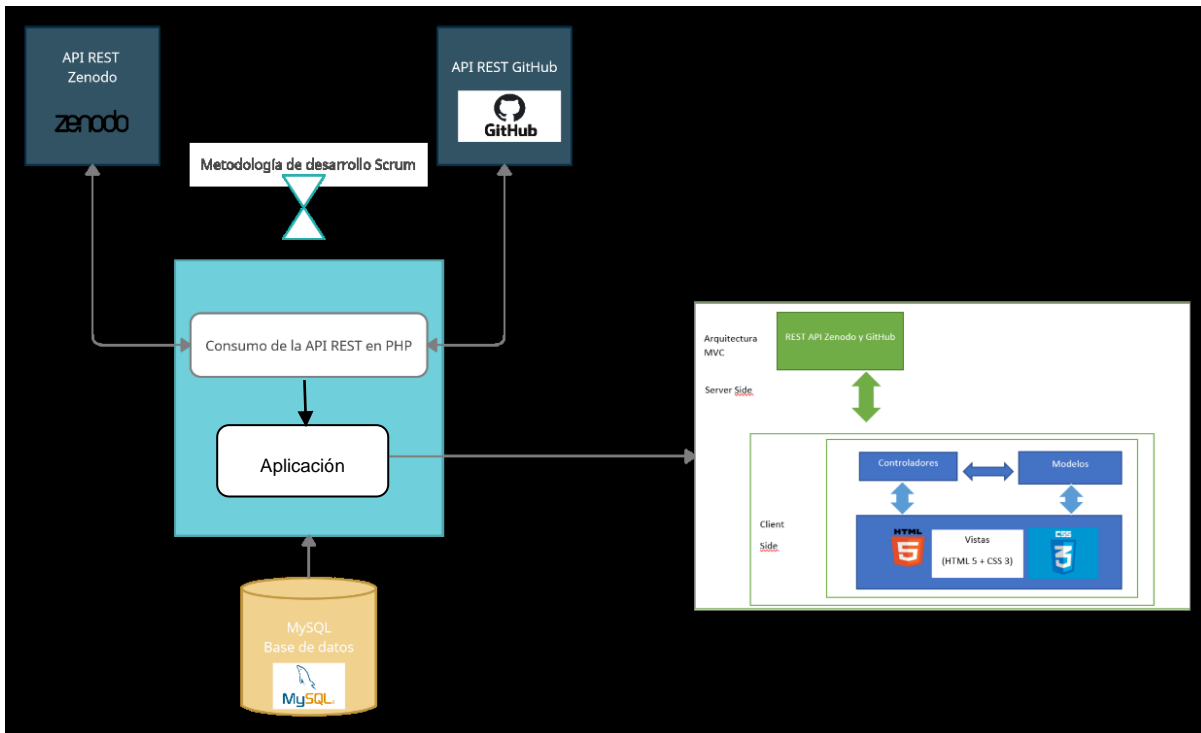 API REST
Zenodo
zenodo
API REST GitHub
GitHub
Metodología de desarrollo Scrum
Consumo de la API REST en PHP
Aplicación
MySQL
Base de datos
MySQL
Arquitectura
MVC
REST API Zenodo y GitHub
Server Side
Controladores
Modelos
Client
Side
HTML
5
Vistas
(HTML 5 + CSS 3)
CSS
3